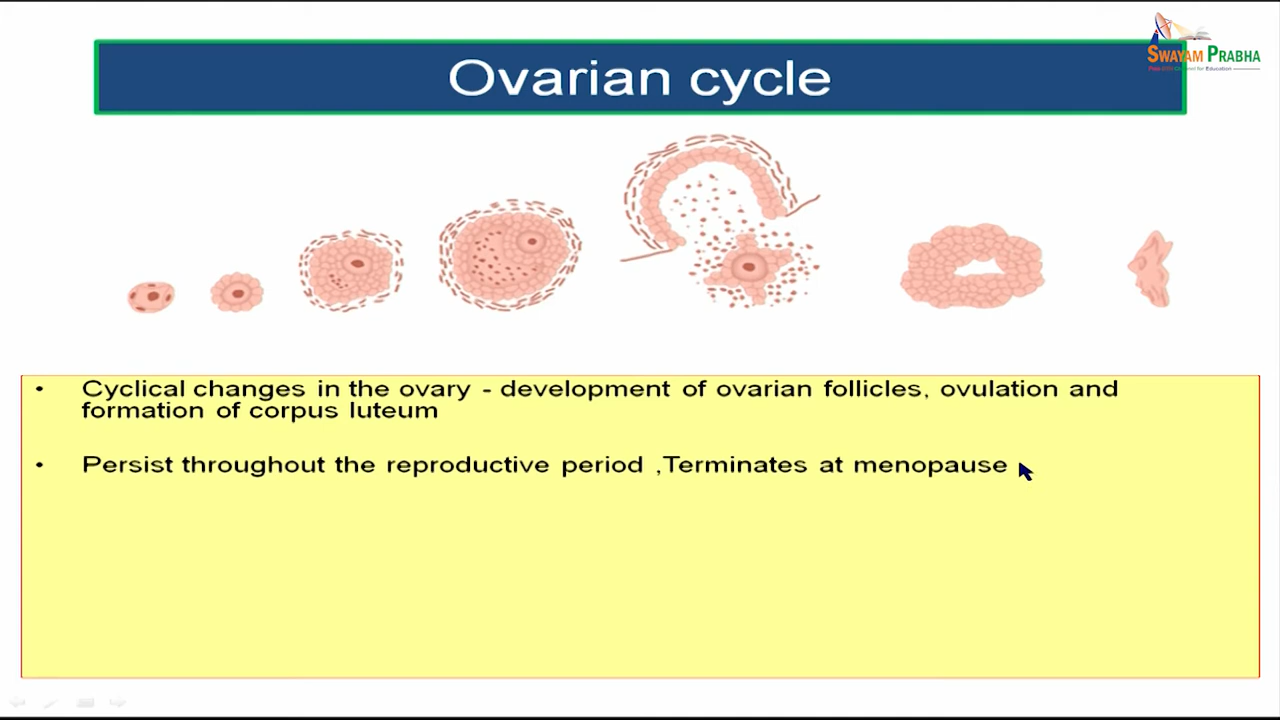 SWAYAM PRABHA
Ovarian cycle
• Cyclical changes in the ovary - development of ovarian follicles, ovulation and
formation of corpus luteum
• Persist throughout the reproductive period ,Terminates at menopause